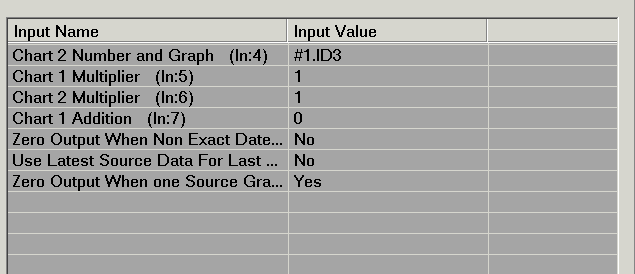 Input Name Input Value
Chart 2 Number and Graph (In:4) #1.ID3
Chart 1 Multiplier (In:5) 1
Chart 2 Multiplier (In:6) 1
Chart 1 Addition (In:7) 0
Zero Output When Non Exact Date... No
Use Latest Source Data For Last ... No
Zero Output When one Source Gra... Yes